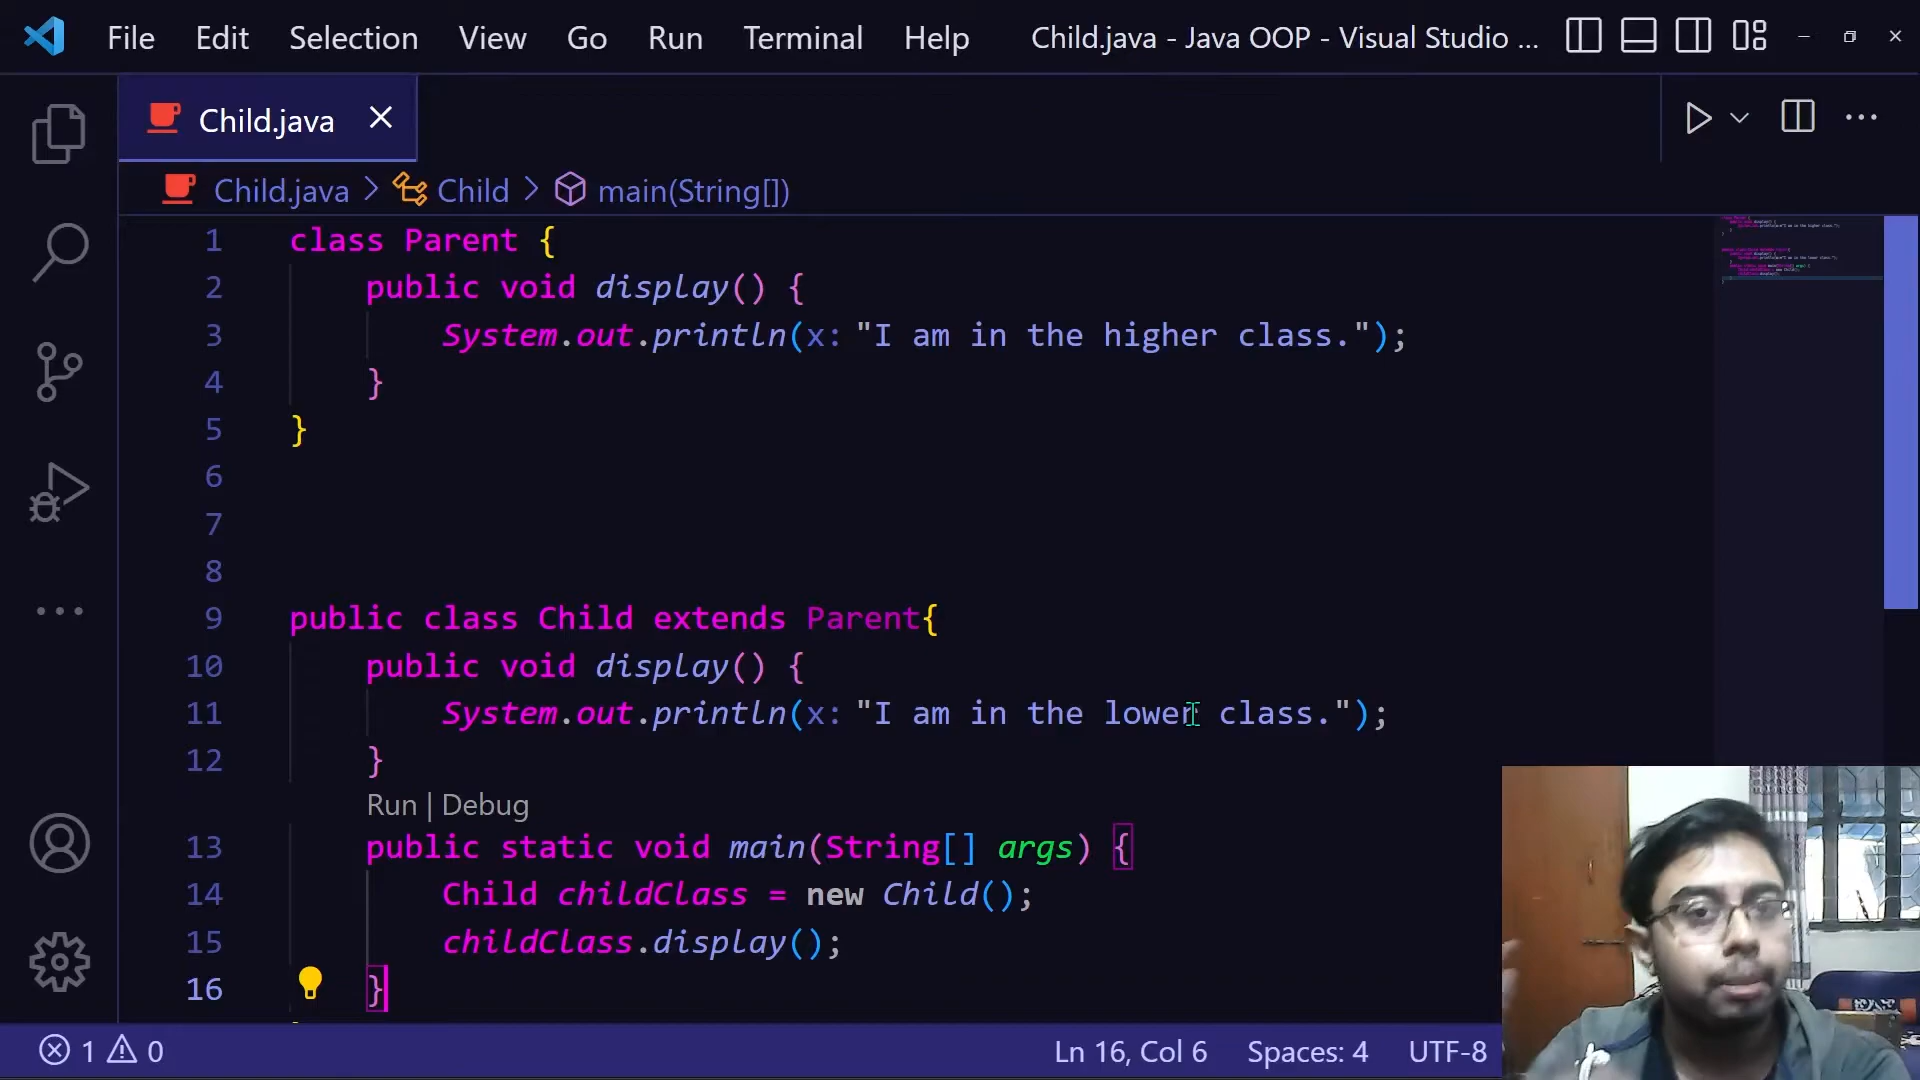 File Edit Selection View Go Run Terminal Help Child.java - Java OOP - Visual Studio ...
Child.java
Child.java > Child > main(String[])
1 class Parent {
2 public void display() {
3 System.out.println(x: "I am in the higher class.");
4 }
5 }
6
7
8
9 public class Child extends Parent{
10 public void display() {
11 System.out.println(x: "I am in the lower class.");
12 }
Run | Debug
13 public static void main(String[] args) {
14 Child childClass = new Child();
15 childClass.display();
16 }
1 0 Ln 16, Col 6 Spaces: 4 UTF-8